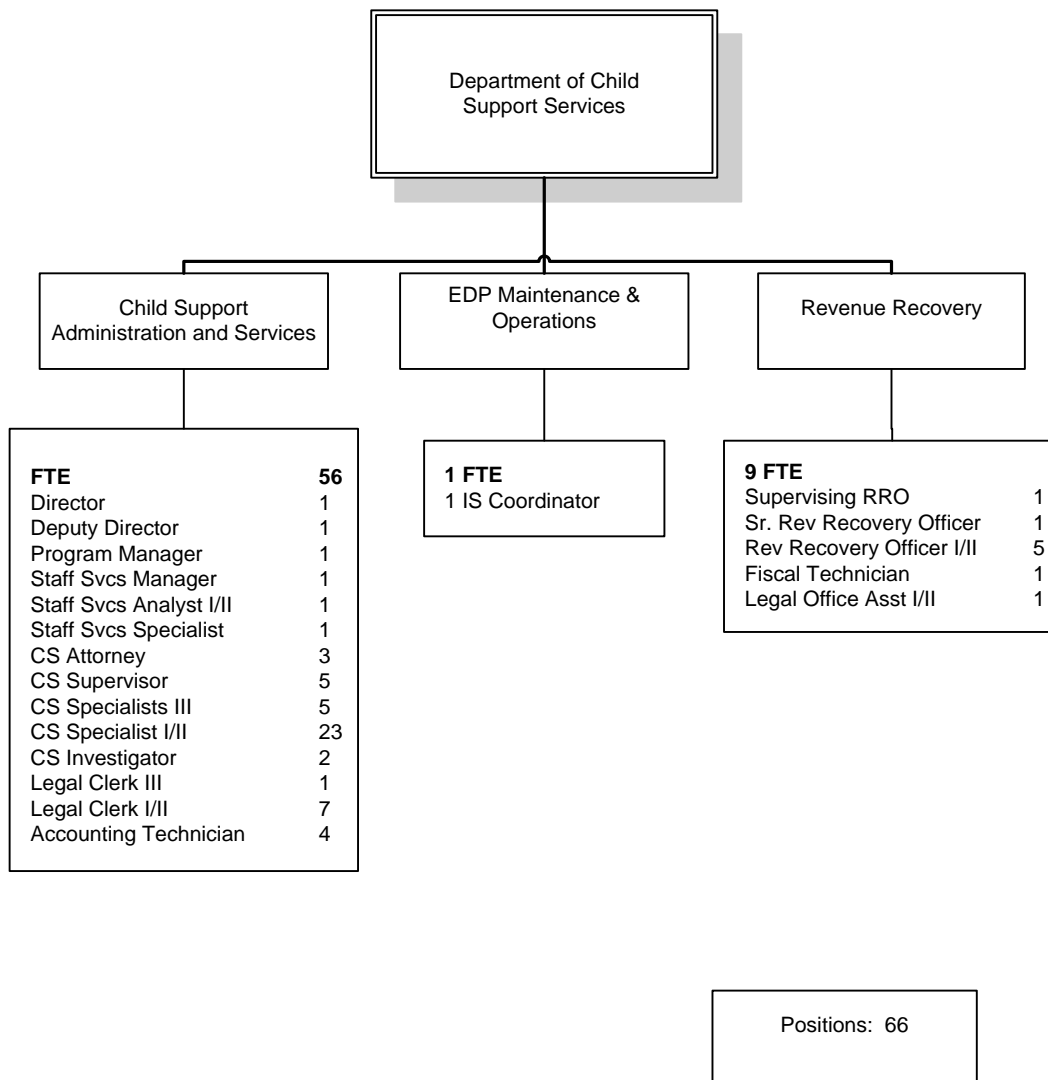 Department of Child
Support Services
Child Support
Administration and Services
EDP Maintenance &
Operations
Revenue Recovery
FTE 56
Director 1
Deputy Director 1
Program Manager 1
Staff Svcs Manager 1
Staff Svcs Analyst I/II 1
Staff Svcs Specialist 1
CS Attorney 3
CS Supervisor 5
CS Specialists III 5
CS Specialist I/II 23
CS Investigator 2
Legal Clerk III 1
Legal Clerk I/II 7
Accounting Technician 4
1 FTE
1 IS Coordinator
9 FTE
Supervising RRO 1
Sr. Rev Recovery Officer 1
Rev Recovery Officer I/II 5
Fiscal Technician 1
Legal Office Asst I/II 1
Positions: 66